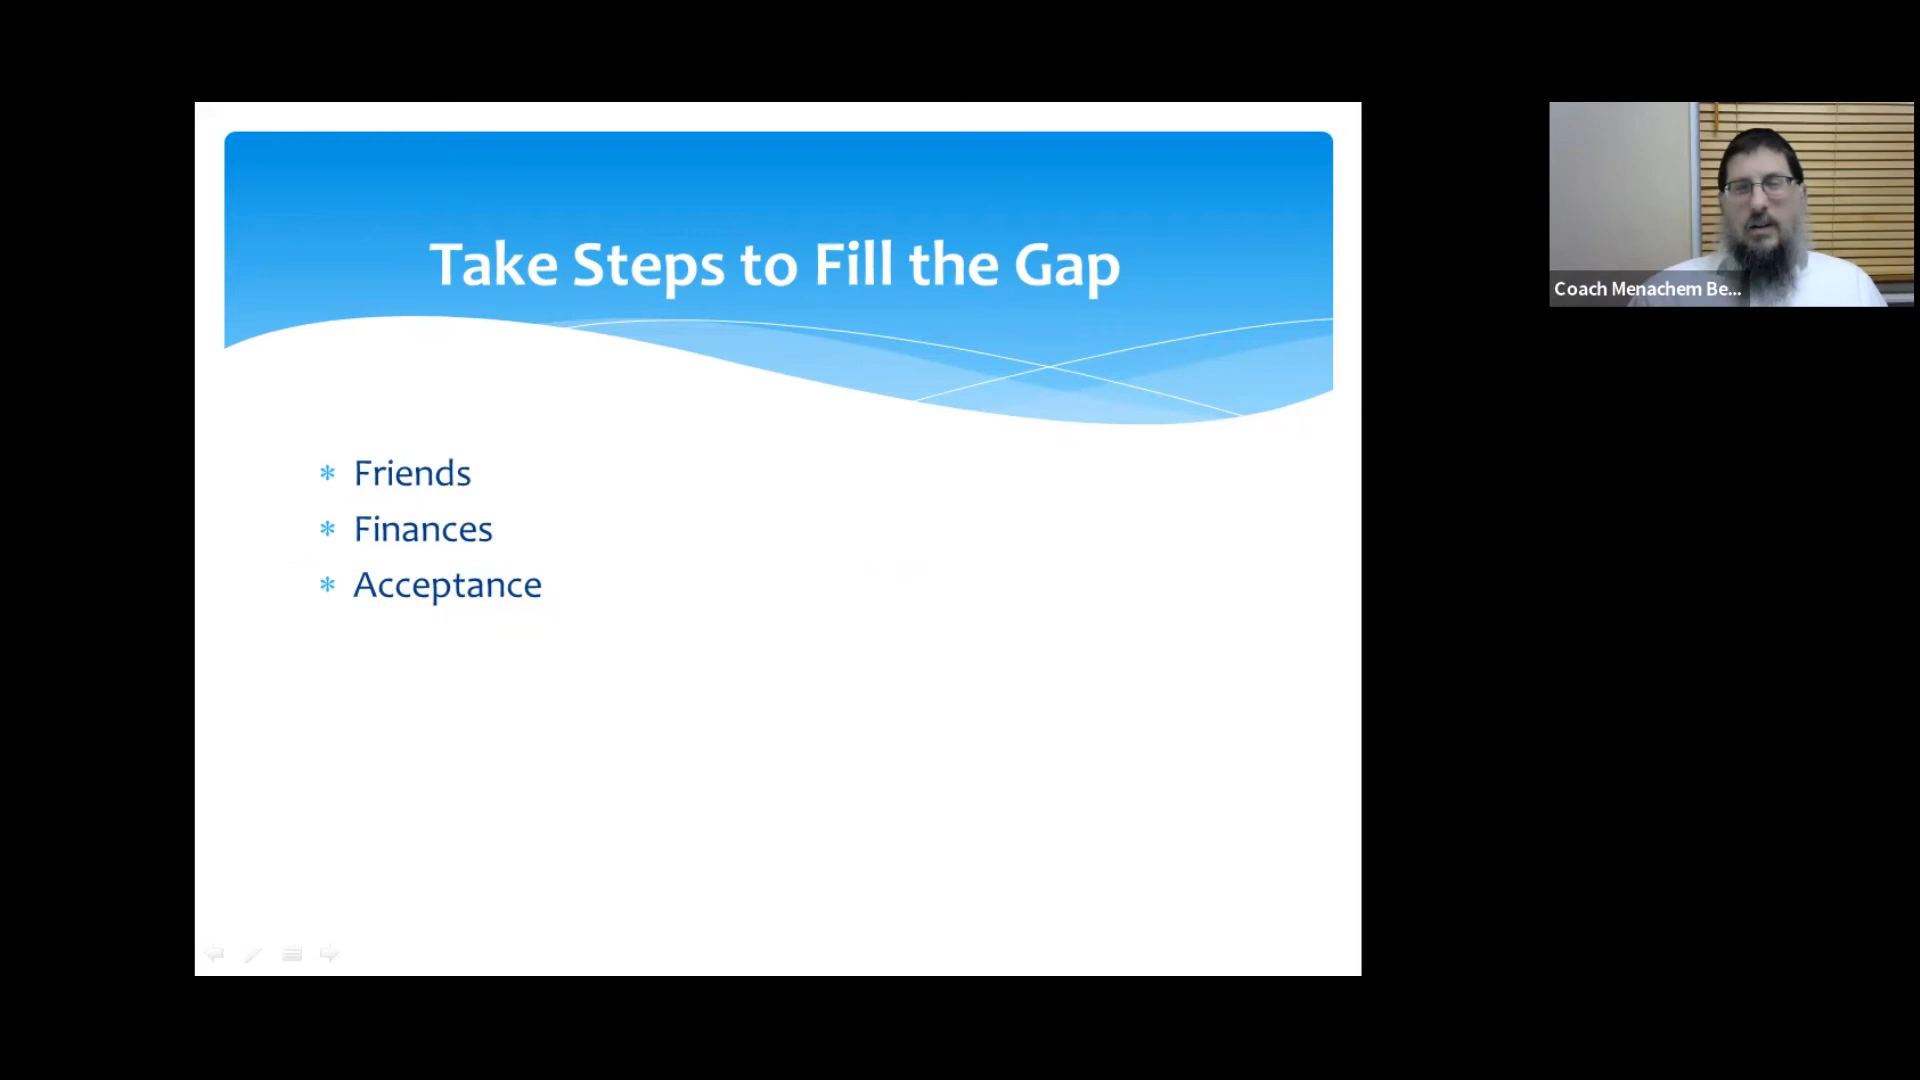 Take Steps to Fill the Gap
* Friends
* Finances
* Acceptance
Coach Menachem Be...